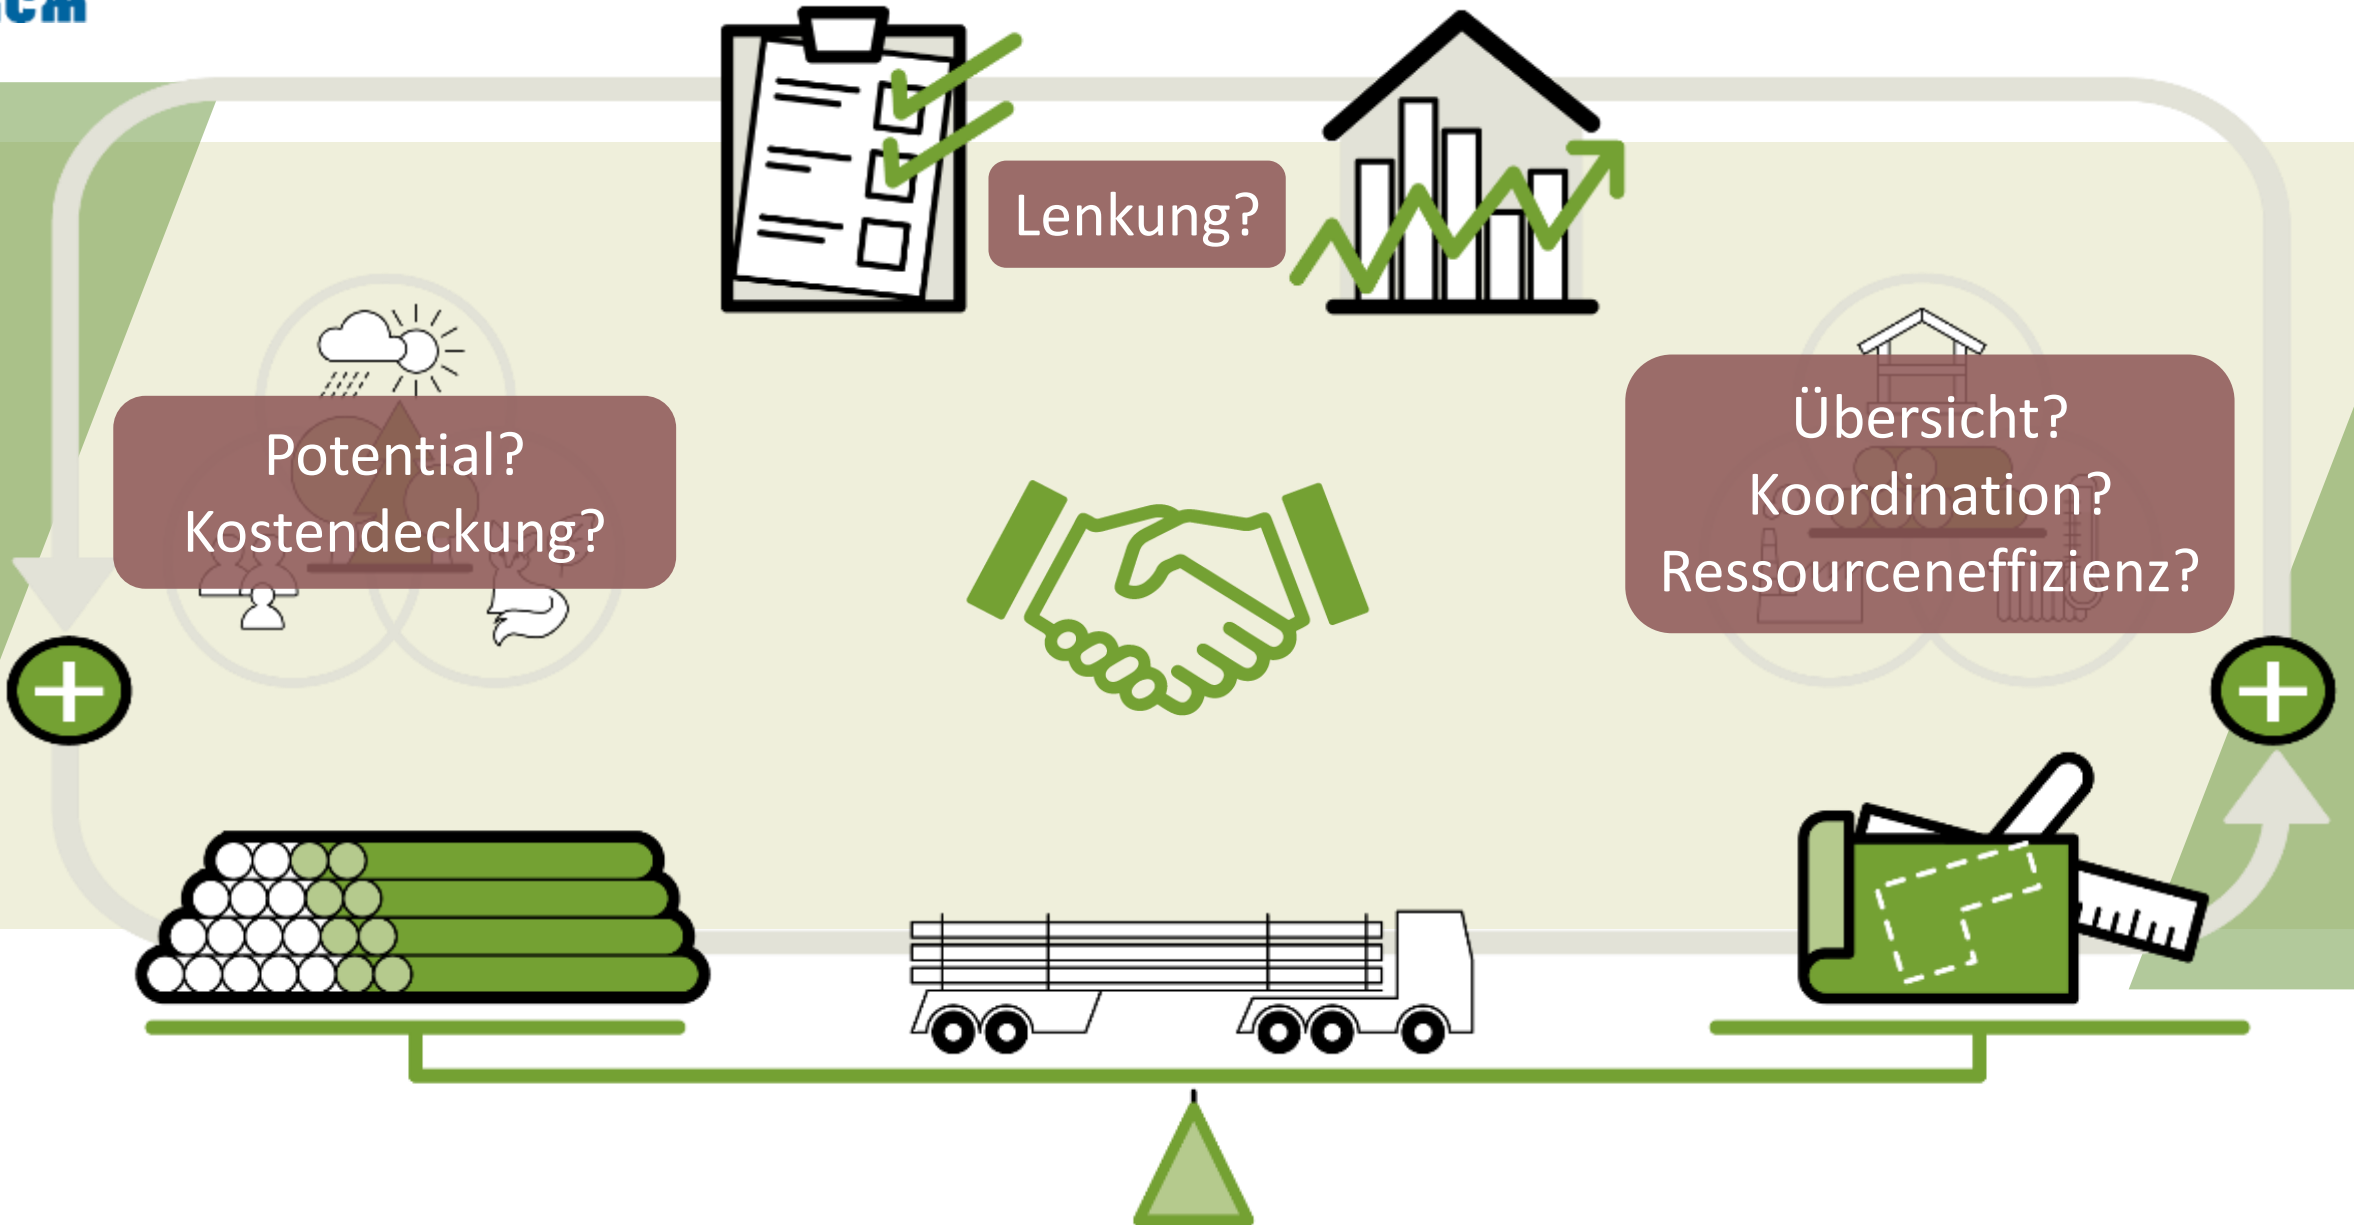 Lenkung?
Potential?
Kostendeckung?
Übersicht?
Koordination?
Ressourceneffizienz?